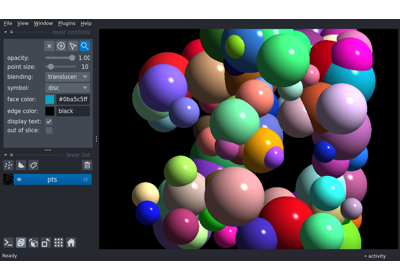 File View Window Plugins Help
layer controls
opacity: 1.00
point size: 10
blending: translucen
symbol: disc
face color: #0ba5c5ff
edge color: black
display text:
out of slice:
layer list
pts
Ready activity